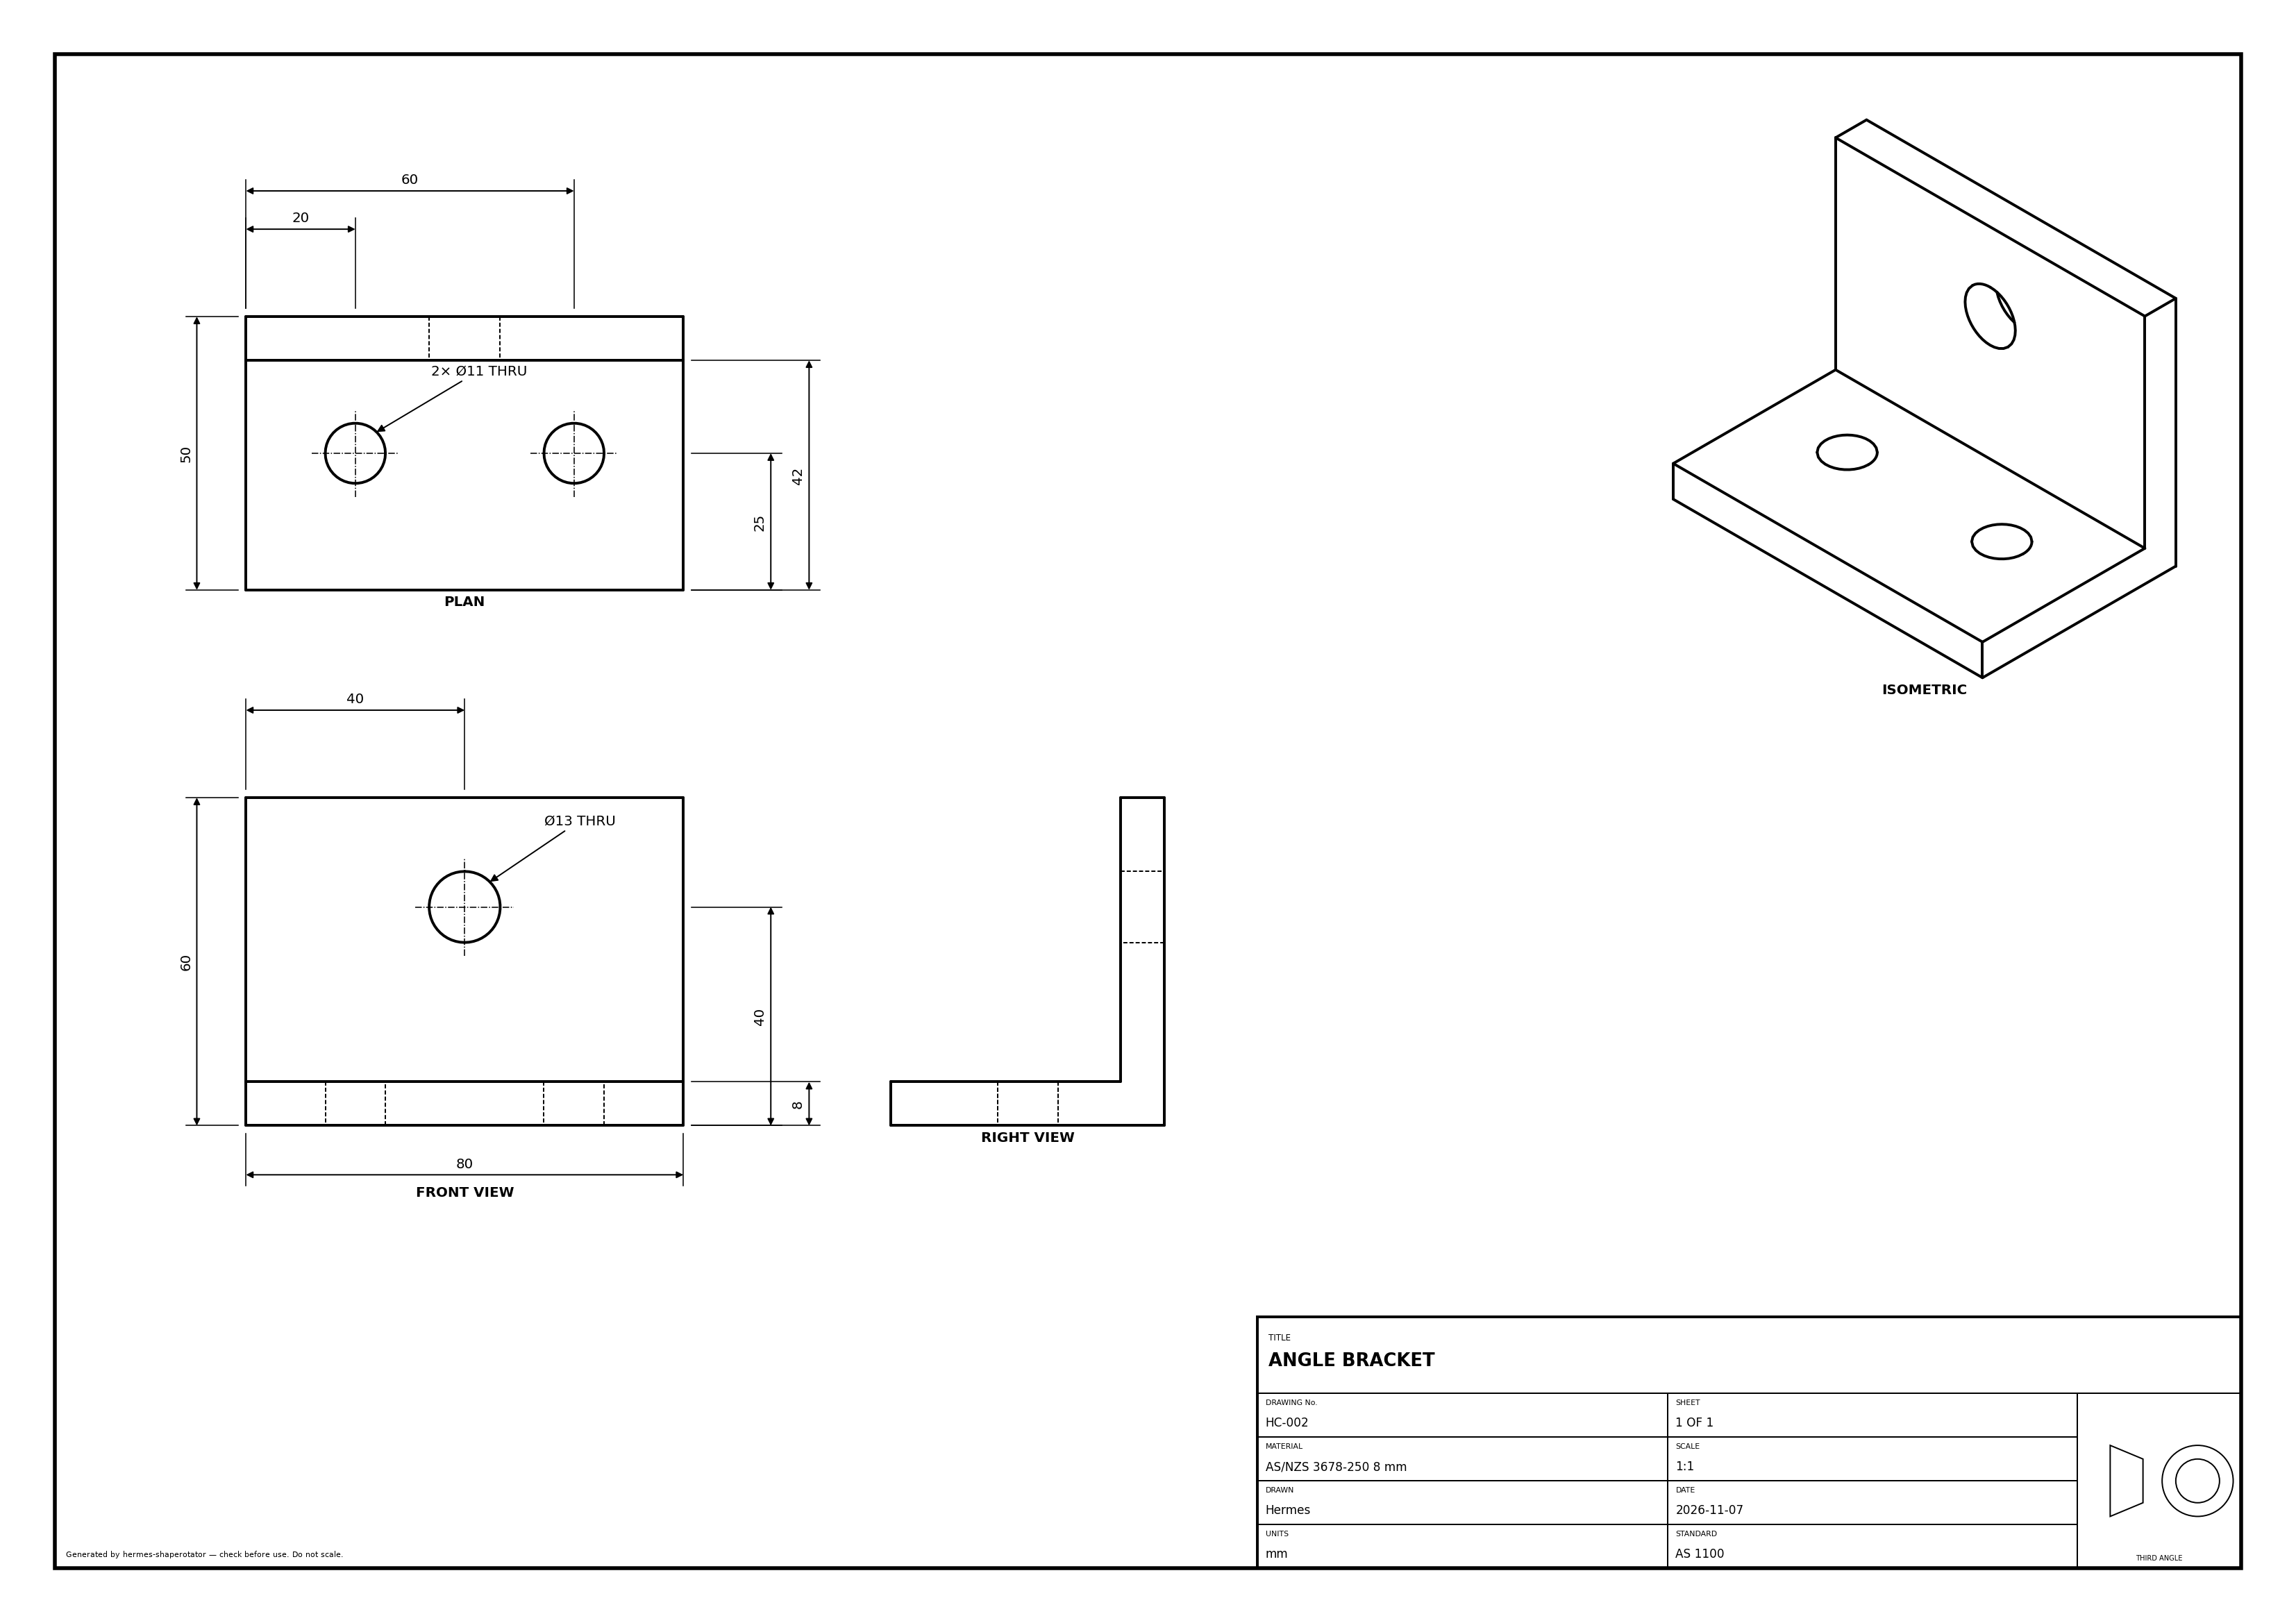 60
20
2× Ø11 THRU
50
42
25
PLAN
ISOMETRIC
40
Ø13 THRU
60
40
8
RIGHT VIEW
80
FRONT VIEW
TITLE
ANGLE BRACKET
DRAWING No.
HC-002
SHEET
1 OF 1
MATERIAL
AS/NZS 3678-250 8 mm
SCALE
1:1
DRAWN
Hermes
DATE
2026-11-07
UNITS
mm
STANDARD
AS 1100
THIRD ANGLE
Generated by hermes-shaperotator — check before use. Do not scale.